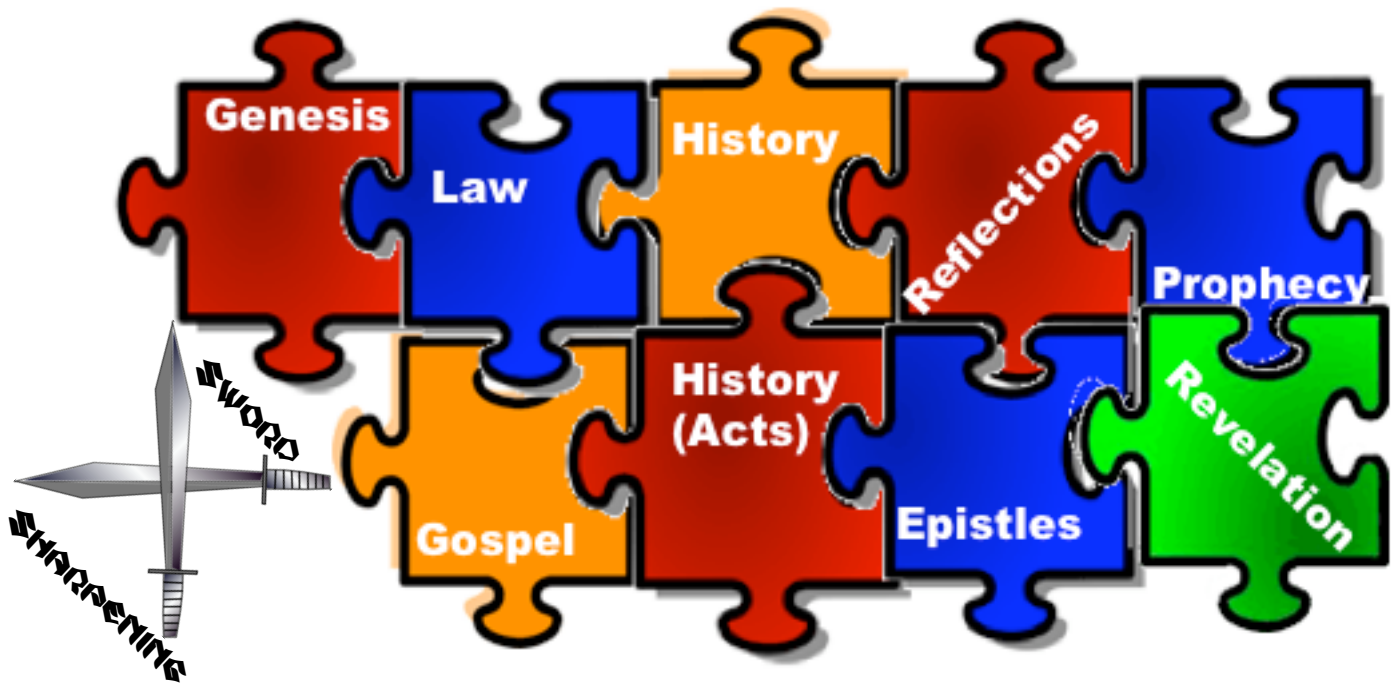 Genesis
Law
History
Reflections
Prophecy
Gospel
History
(Acts)
Epistles
Revelation
Sword
Sharpening